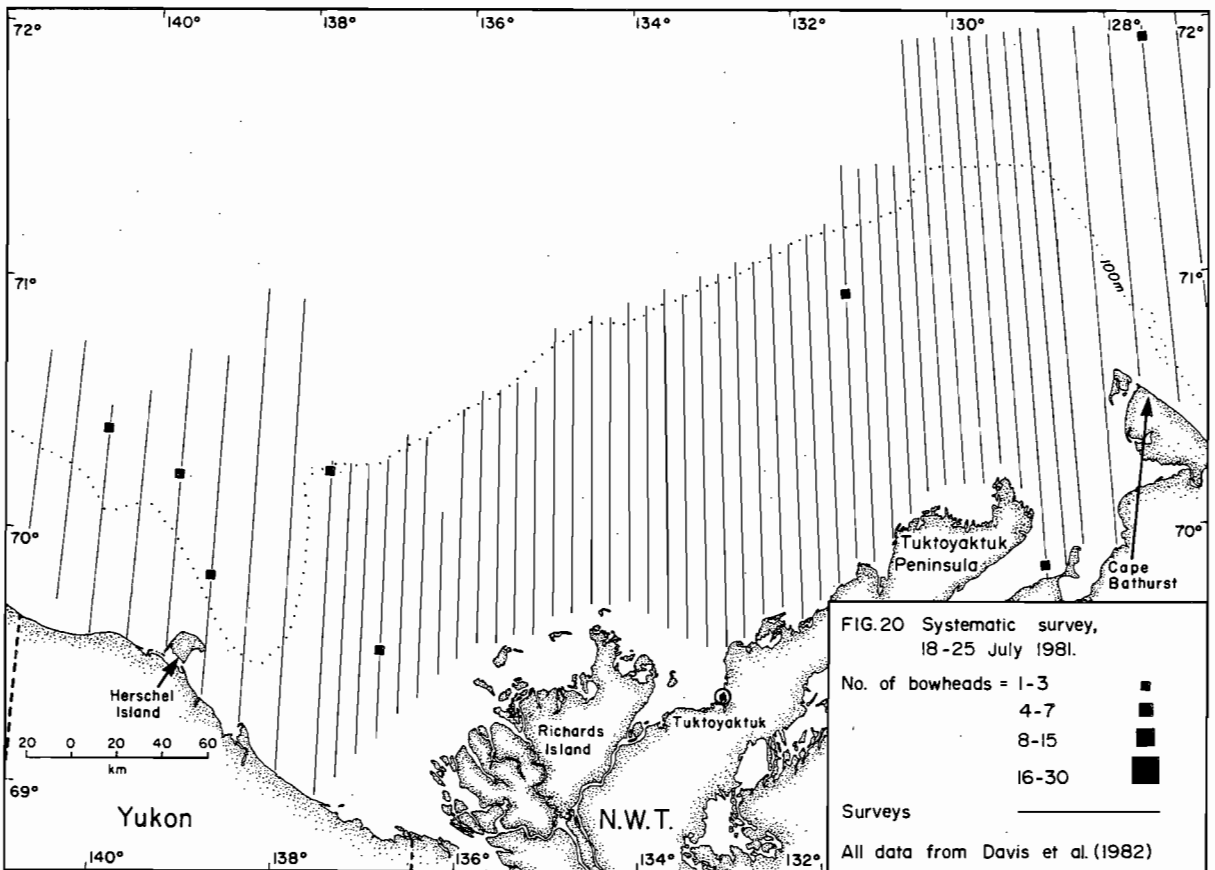 140° 138° 136° 134° 132° 130° 128°
72° 72°
71° 71°
100m
70° 70°
Tuktoyaktuk
Peninsula
Cape
Bathurst
Herschel
Island
Richards
Island
Tuktoyaktuk
20 0 20 40 60
km
69°
Yukon
N.W.T.
140° 138° 136° 134° 132°
FIG.20 Systematic survey,
18-25 July 1981.
No. of bowheads = 1-3
4-7
8-15
16-30
Surveys
All data from Davis et al. (1982)